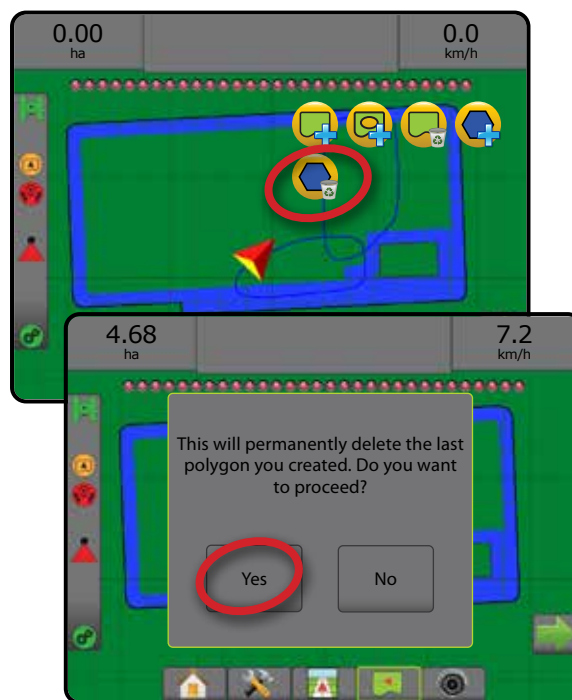 0.00
ha
0.0
km/h
4.68
ha
7.2
km/h
This will permanently delete the last
polygon you created. Do you want
to proceed?
Yes
No